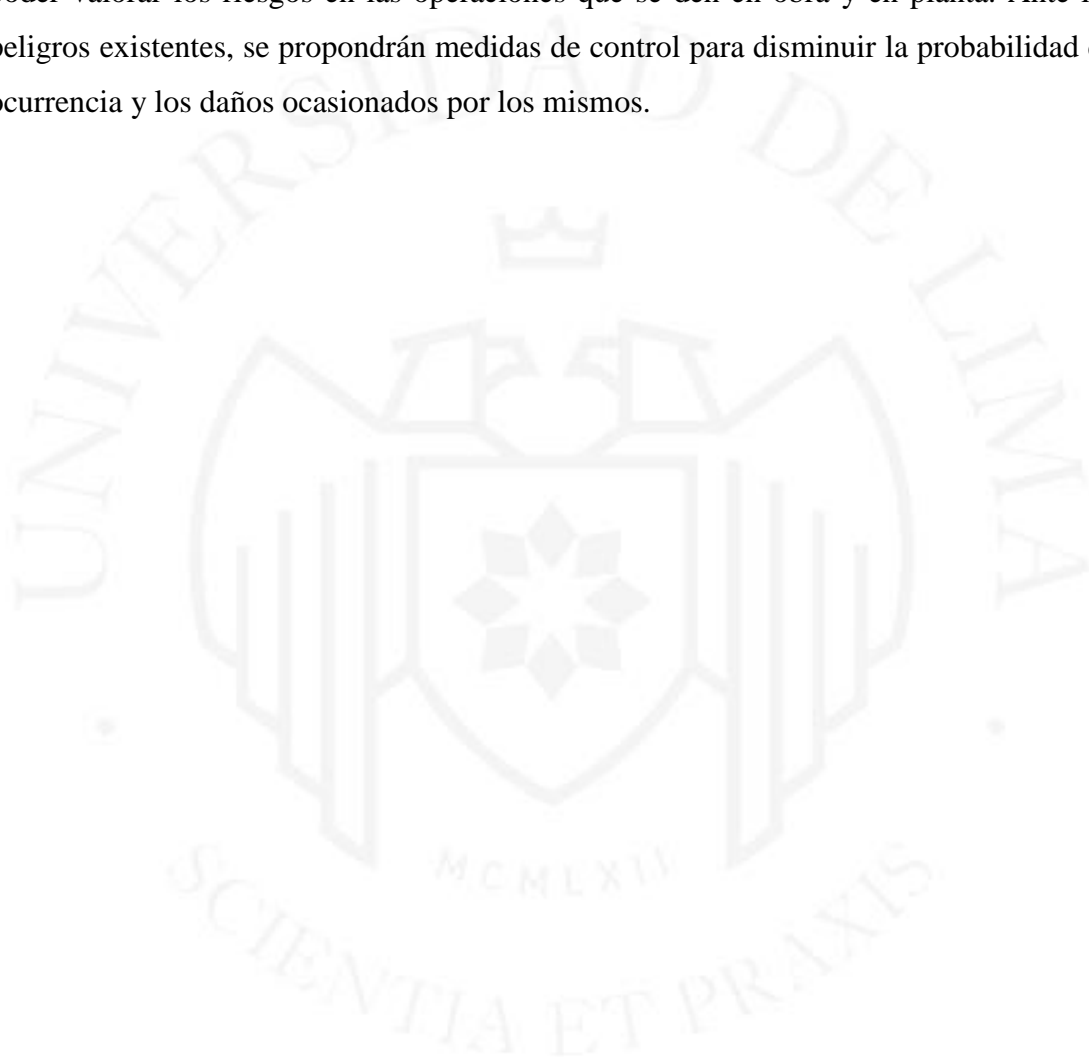 poder valorar los riesgos en las operaciones que se den en obra y en planta. Ante l
peligros existentes, se propondrán medidas de control para disminuir la probabilidad
ocurrencia y los daños ocasionados por los mismos.
UNIVERSIDAD DE LIMA
MCMLXII
SCIENTIA ET PRAXIS